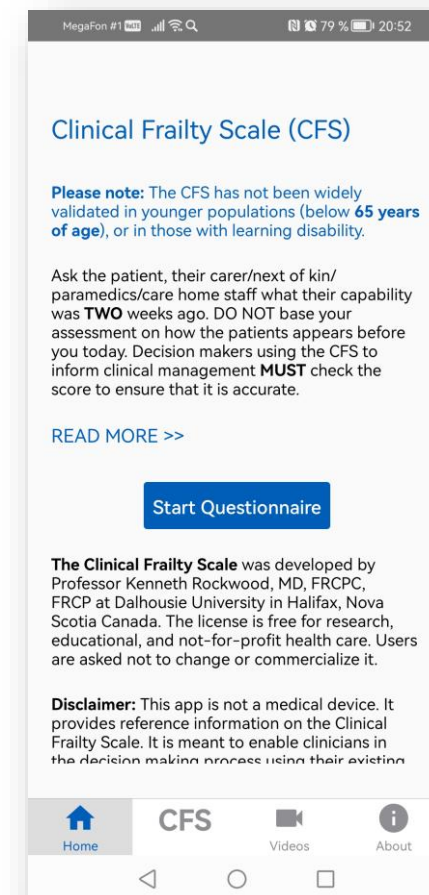 MegaFon #1 79 % 20:52
Clinical Frailty Scale (CFS)
Please note: The CFS has not been widely
validated in younger populations (below 65 years
of age), or in those with learning disability.
Ask the patient, their carer/next of kin/
paramedics/care home staff what their capability
was TWO weeks ago. DO NOT base your
assessment on how the patients appears before
you today. Decision makers using the CFS to
inform clinical management MUST check the
score to ensure that it is accurate.
READ MORE >>
Start Questionnaire
The Clinical Frailty Scale was developed by
Professor Kenneth Rockwood, MD, FRCPC,
FRCP at Dalhousie University in Halifax, Nova
Scotia Canada. The license is free for research,
educational, and not-for-profit health care. Users
are asked not to change or commercialize it.
Disclaimer: This app is not a medical device. It
provides reference information on the Clinical
Frailty Scale. It is meant to enable clinicians in
the decision making process using their existing
CFS
Home Videos About